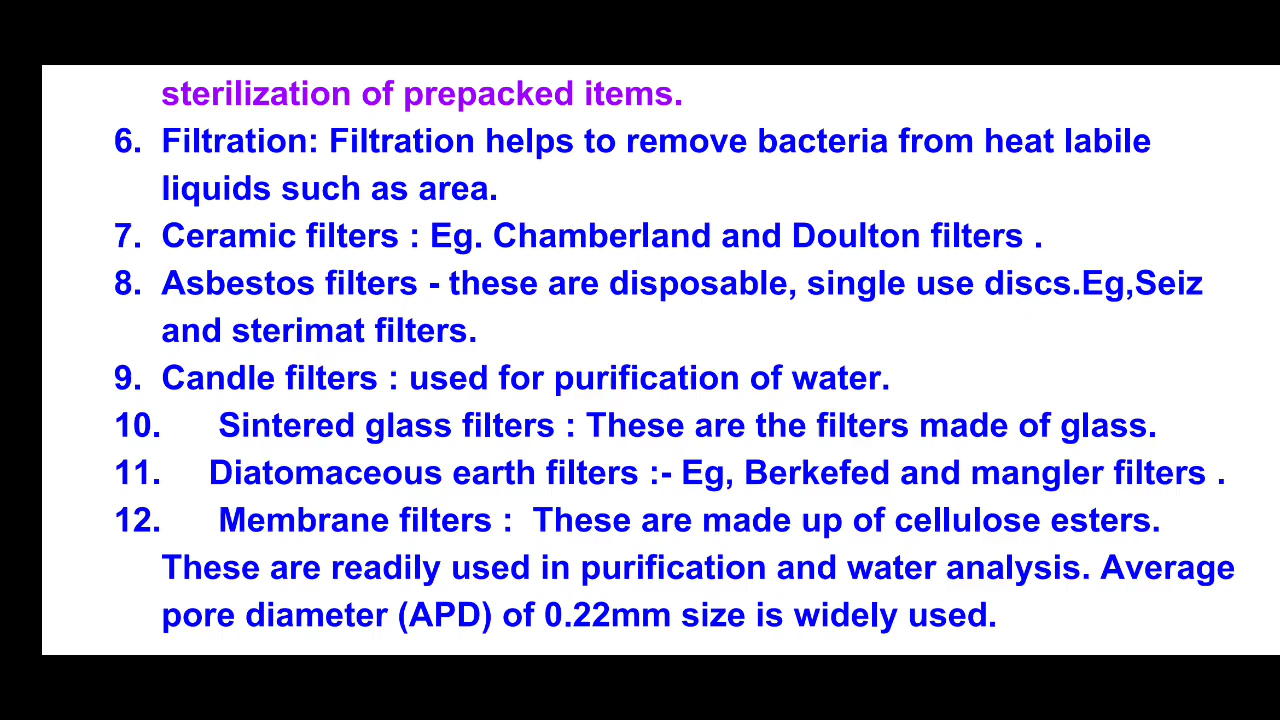 sterilization of prepacked items.
6. Filtration: Filtration helps to remove bacteria from heat labile
liquids such as area.
7. Ceramic filters : Eg. Chamberland and Doulton filters .
8. Asbestos filters - these are disposable, single use discs.Eg,Seiz
and sterimat filters.
9. Candle filters : used for purification of water.
10. Sintered glass filters : These are the filters made of glass.
11. Diatomaceous earth filters :- Eg, Berkefed and mangler filters .
12. Membrane filters : These are made up of cellulose esters.
These are readily used in purification and water analysis. Average
pore diameter (APD) of 0.22mm size is widely used.